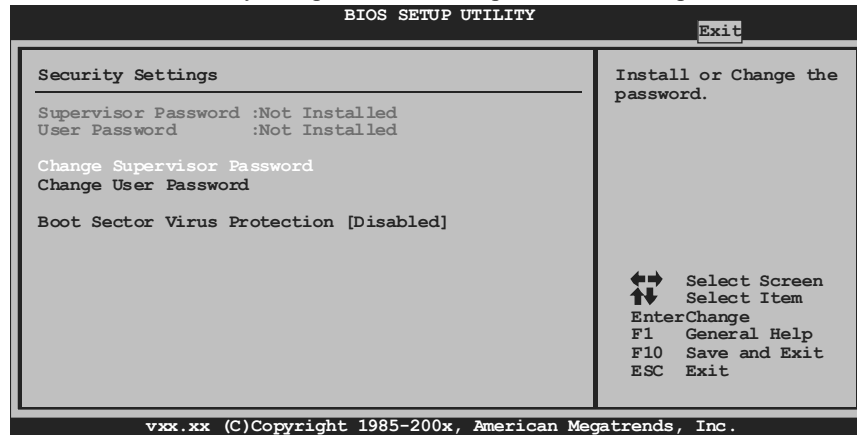 BIOS SETUP UTILITY
Exit
Security Settings
Supervisor Password :Not Installed
User Password :Not Installed
Change Supervisor Password
Change User Password
Boot Sector Virus Protection [Disabled]
Install or Change the
password.
Select Screen
Select Item
EnterChange
F1 General Help
F10 Save and Exit
ESC Exit
vxx.xx (C)Copyright 1985-200x, American Megatrends, Inc.